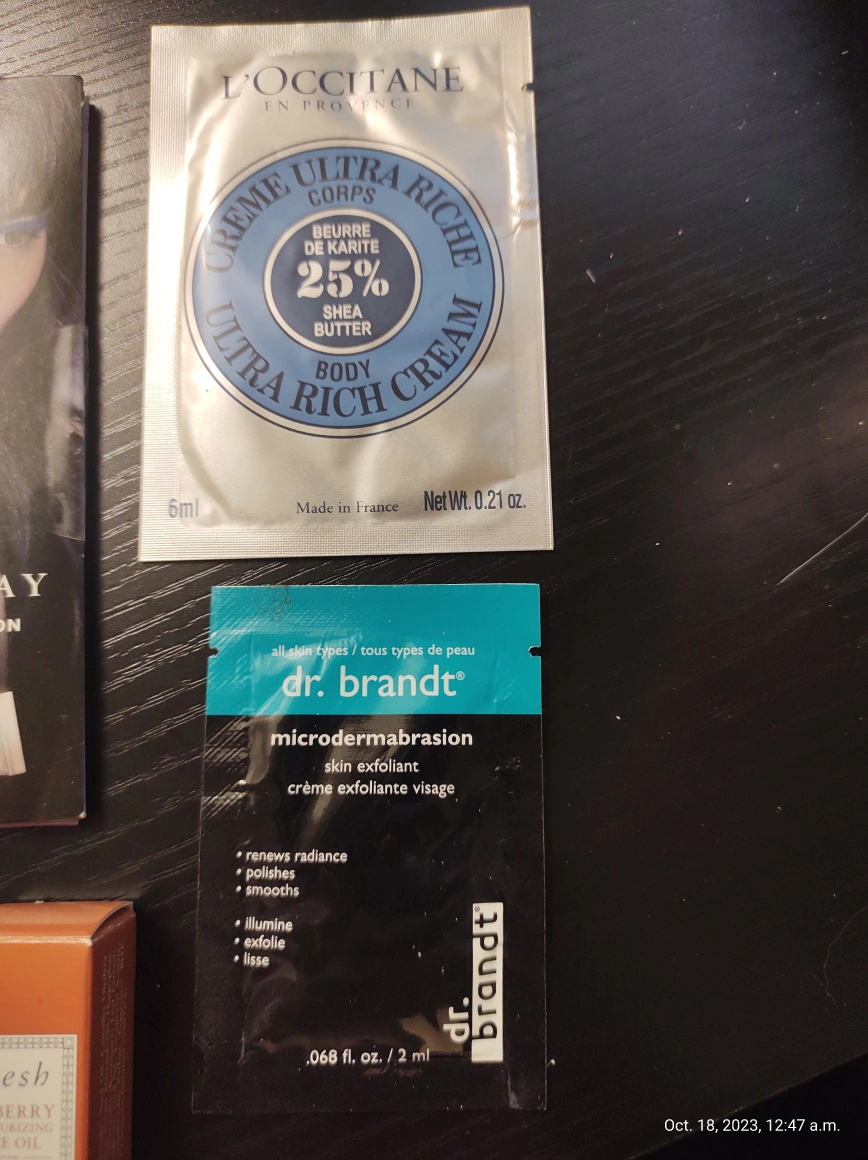 L'OCCITANE
EN PROVENCE
CREME ULTRA RICHE
CORPS
BEURRE
DE KARITE
25%
SHEA
BUTTER
BODY
ULTRA RICH CREAM
6ml
Made in France
Net Wt. 0.21 oz.
AY
ON
all skin types / tous types de peau
dr. brandt®
microdermabrasion
skin exfoliant
crème exfoliante visage
• renews radiance
• polishes
• smooths
• illumine
• exfolie
• lisse
dr.
brandt®
.068 fl. oz. / 2 ml
esh
BERRY
URIZING
E OIL
Oct. 18, 2023, 12:47 a.m.